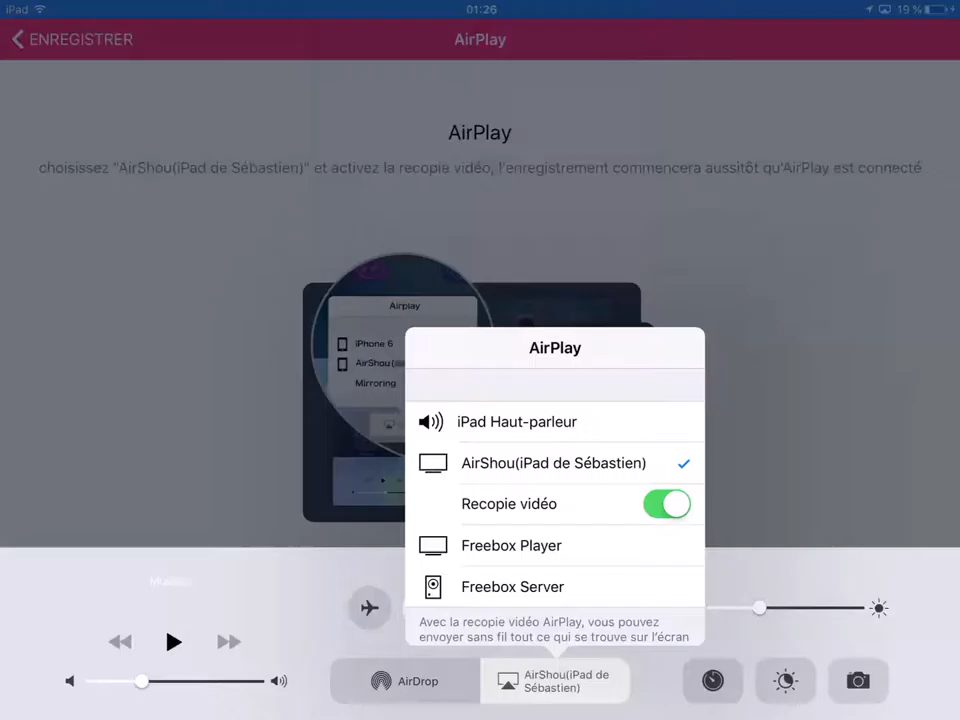 iPad
01:26
19 %
ENREGISTRER
AirPlay
AirPlay
choisissez "AirShou(iPad de Sébastien)" et activez la recopie vidéo, l'enregistrement commencera aussitôt qu'AirPlay est connecté
Airplay
iPhone 6
AirShou(
Mirroring
AirPlay
iPad Haut-parleur
AirShou(iPad de Sébastien)
Recopie vidéo
Freebox Player
Freebox Server
Avec la recopie vidéo AirPlay, vous pouvez
envoyer sans fil tout ce qui se trouve sur l'écran
AirDrop
AirShou(iPad de
Sébastien)